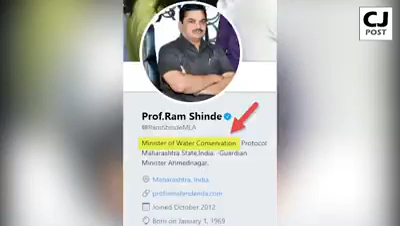 CJ
POST
Prof.Ram Shinde
@RamShindeMLA
Minister of Water Conservation, Protocol
Maharashtra State,India. -Guardian
Minister Ahmednagar.
Maharashtra, India
proframshinde.com
Joined October 2012
Born on January 1, 1969